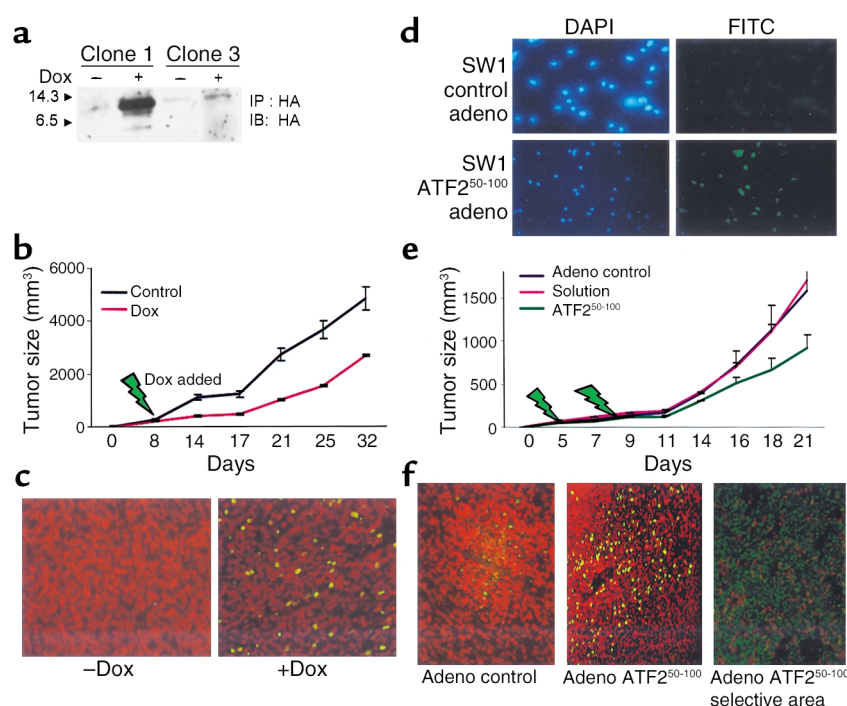 a
Clone 1 Clone 3
Dox – + – +
14.3 ►
6.5 ►
IP : HA
IB: HA
b
Tumor size (mm³)
6000
4000
2000
0
Control
Dox
Dox added
0 8 14 17 21 25 32
Days
c
–Dox +Dox
d
DAPI FITC
SW1
control
adeno
SW1
ATF2⁵⁰⁻¹⁰⁰
adeno
e
Tumor size (mm³)
1500
1000
500
0
Adeno control
Solution
ATF2⁵⁰⁻¹⁰⁰
0 5 7 9 11 14 16 18 21
Days
f
Adeno control
Adeno ATF2⁵⁰⁻¹⁰⁰
Adeno ATF2⁵⁰⁻¹⁰⁰
selective area